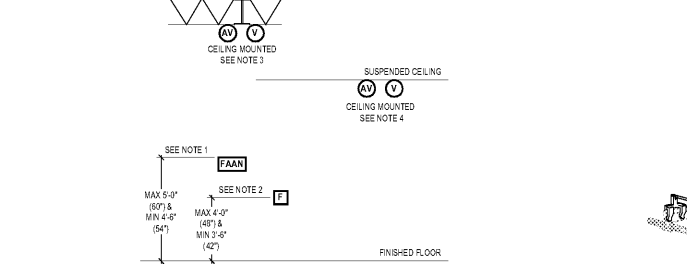 AV V
CEILING MOUNTED
SEE NOTE 3
SUSPENDED CEILING
AV V
CEILING MOUNTED
SEE NOTE 4
SEE NOTE 1
FAAN
SEE NOTE 2
F
MAX 5'-0"
(60") &
MIN 4'-6"
(54")
MAX 4'-0"
(48") &
MIN 3'-6"
(42")
FINISHED FLOOR